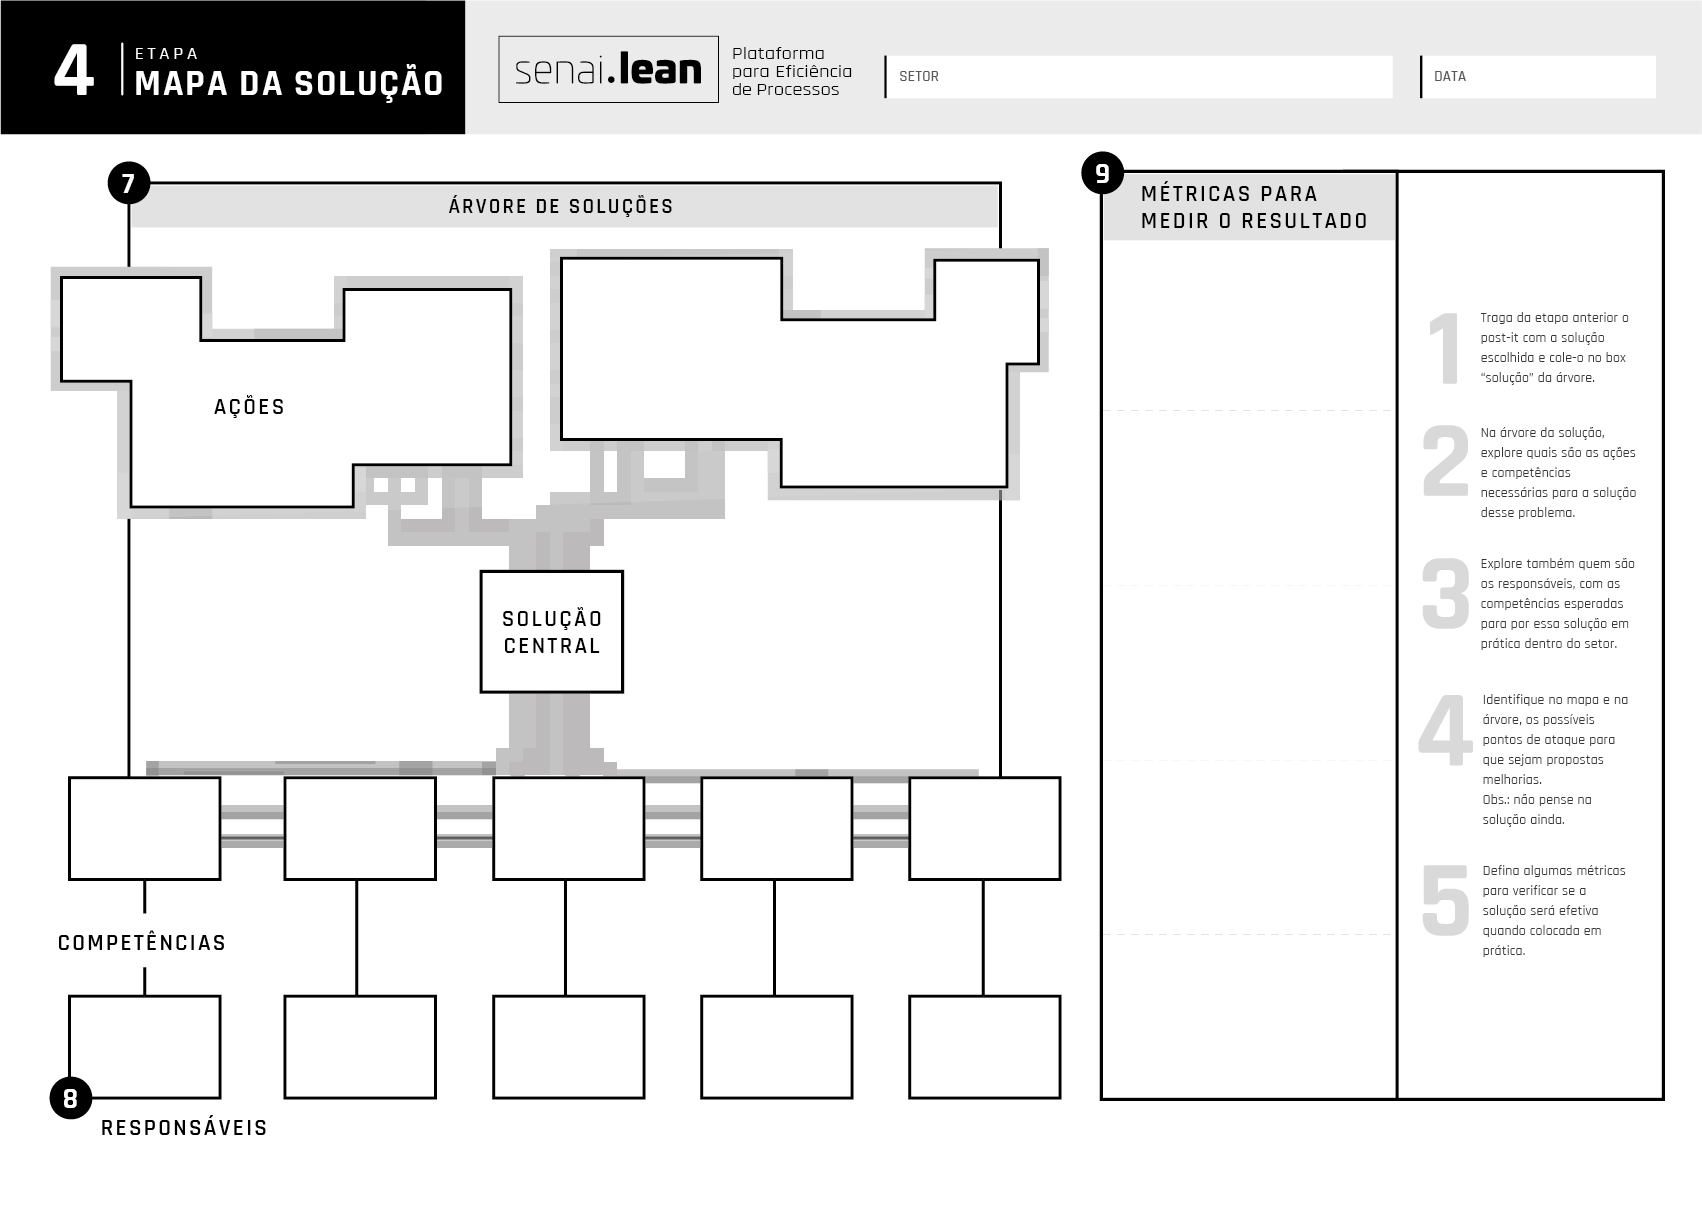 4
ETAPA
MAPA DA SOLUÇÃO
senai.lean
Plataforma
para Eficiência
de Processos
SETOR
DATA
7
ÁRVORE DE SOLUÇÕES
AÇÕES
SOLUÇÃO
CENTRAL
COMPETÊNCIAS
8
RESPONSÁVEIS
9
MÉTRICAS PARA
MEDIR O RESULTADO
1
Traga da etapa anterior o
post-it com a solução
escolhida e cole-o no box
“solução” da árvore.
2
Na árvore da solução,
explore quais são as ações
e competências
necessárias para a solução
desse problema.
3
Explore também quem são
os responsáveis, com as
competências esperadas
para por essa solução em
prática dentro do setor.
4
Identifique no mapa e na
árvore, os possíveis
pontos de ataque para
que sejam propostas
melhorias.
Obs.: não pense na
solução ainda.
5
Defina algumas métricas
para verificar se a
solução será efetiva
quando colocada em
prática.